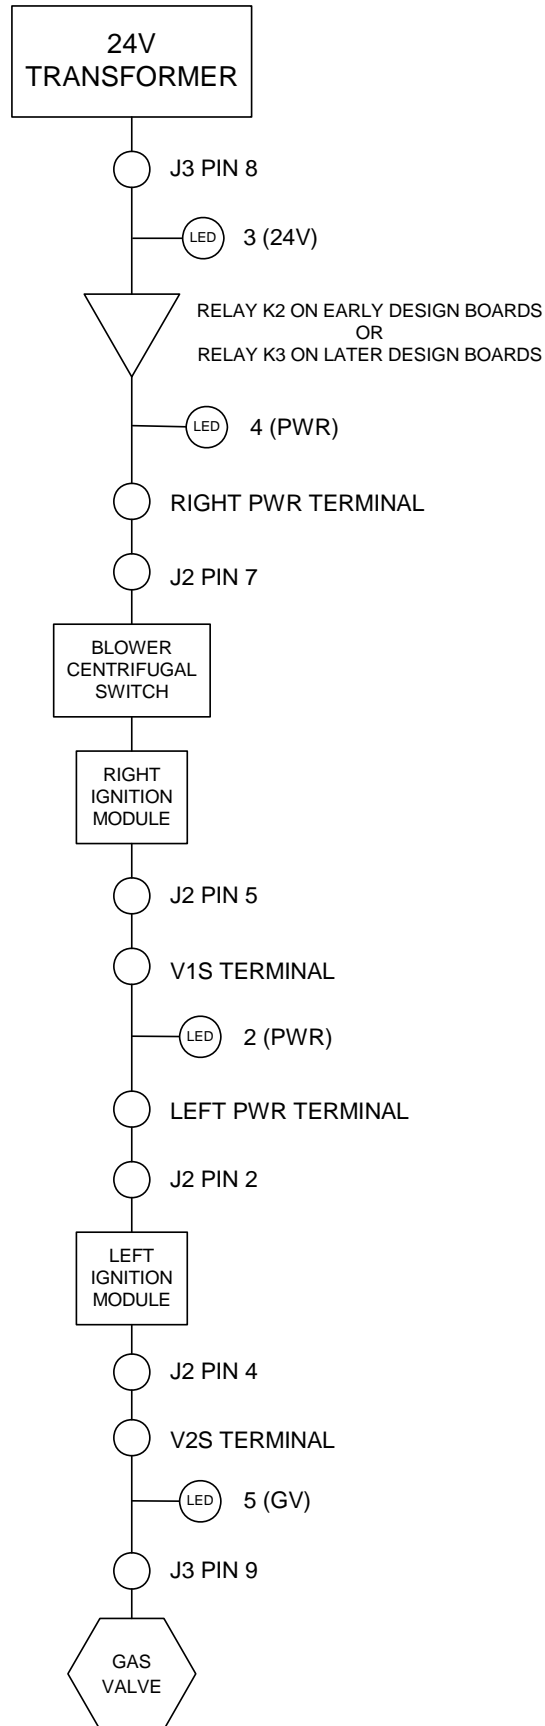 24V
TRANSFORMER
J3 PIN 8
LED 3 (24V)
RELAY K2 ON EARLY DESIGN BOARDS
OR
RELAY K3 ON LATER DESIGN BOARDS
LED 4 (PWR)
RIGHT PWR TERMINAL
J2 PIN 7
BLOWER
CENTRIFUGAL
SWITCH
RIGHT
IGNITION
MODULE
J2 PIN 5
V1S TERMINAL
LED 2 (PWR)
LEFT PWR TERMINAL
J2 PIN 2
LEFT
IGNITION
MODULE
J2 PIN 4
V2S TERMINAL
LED 5 (GV)
J3 PIN 9
GAS
VALVE